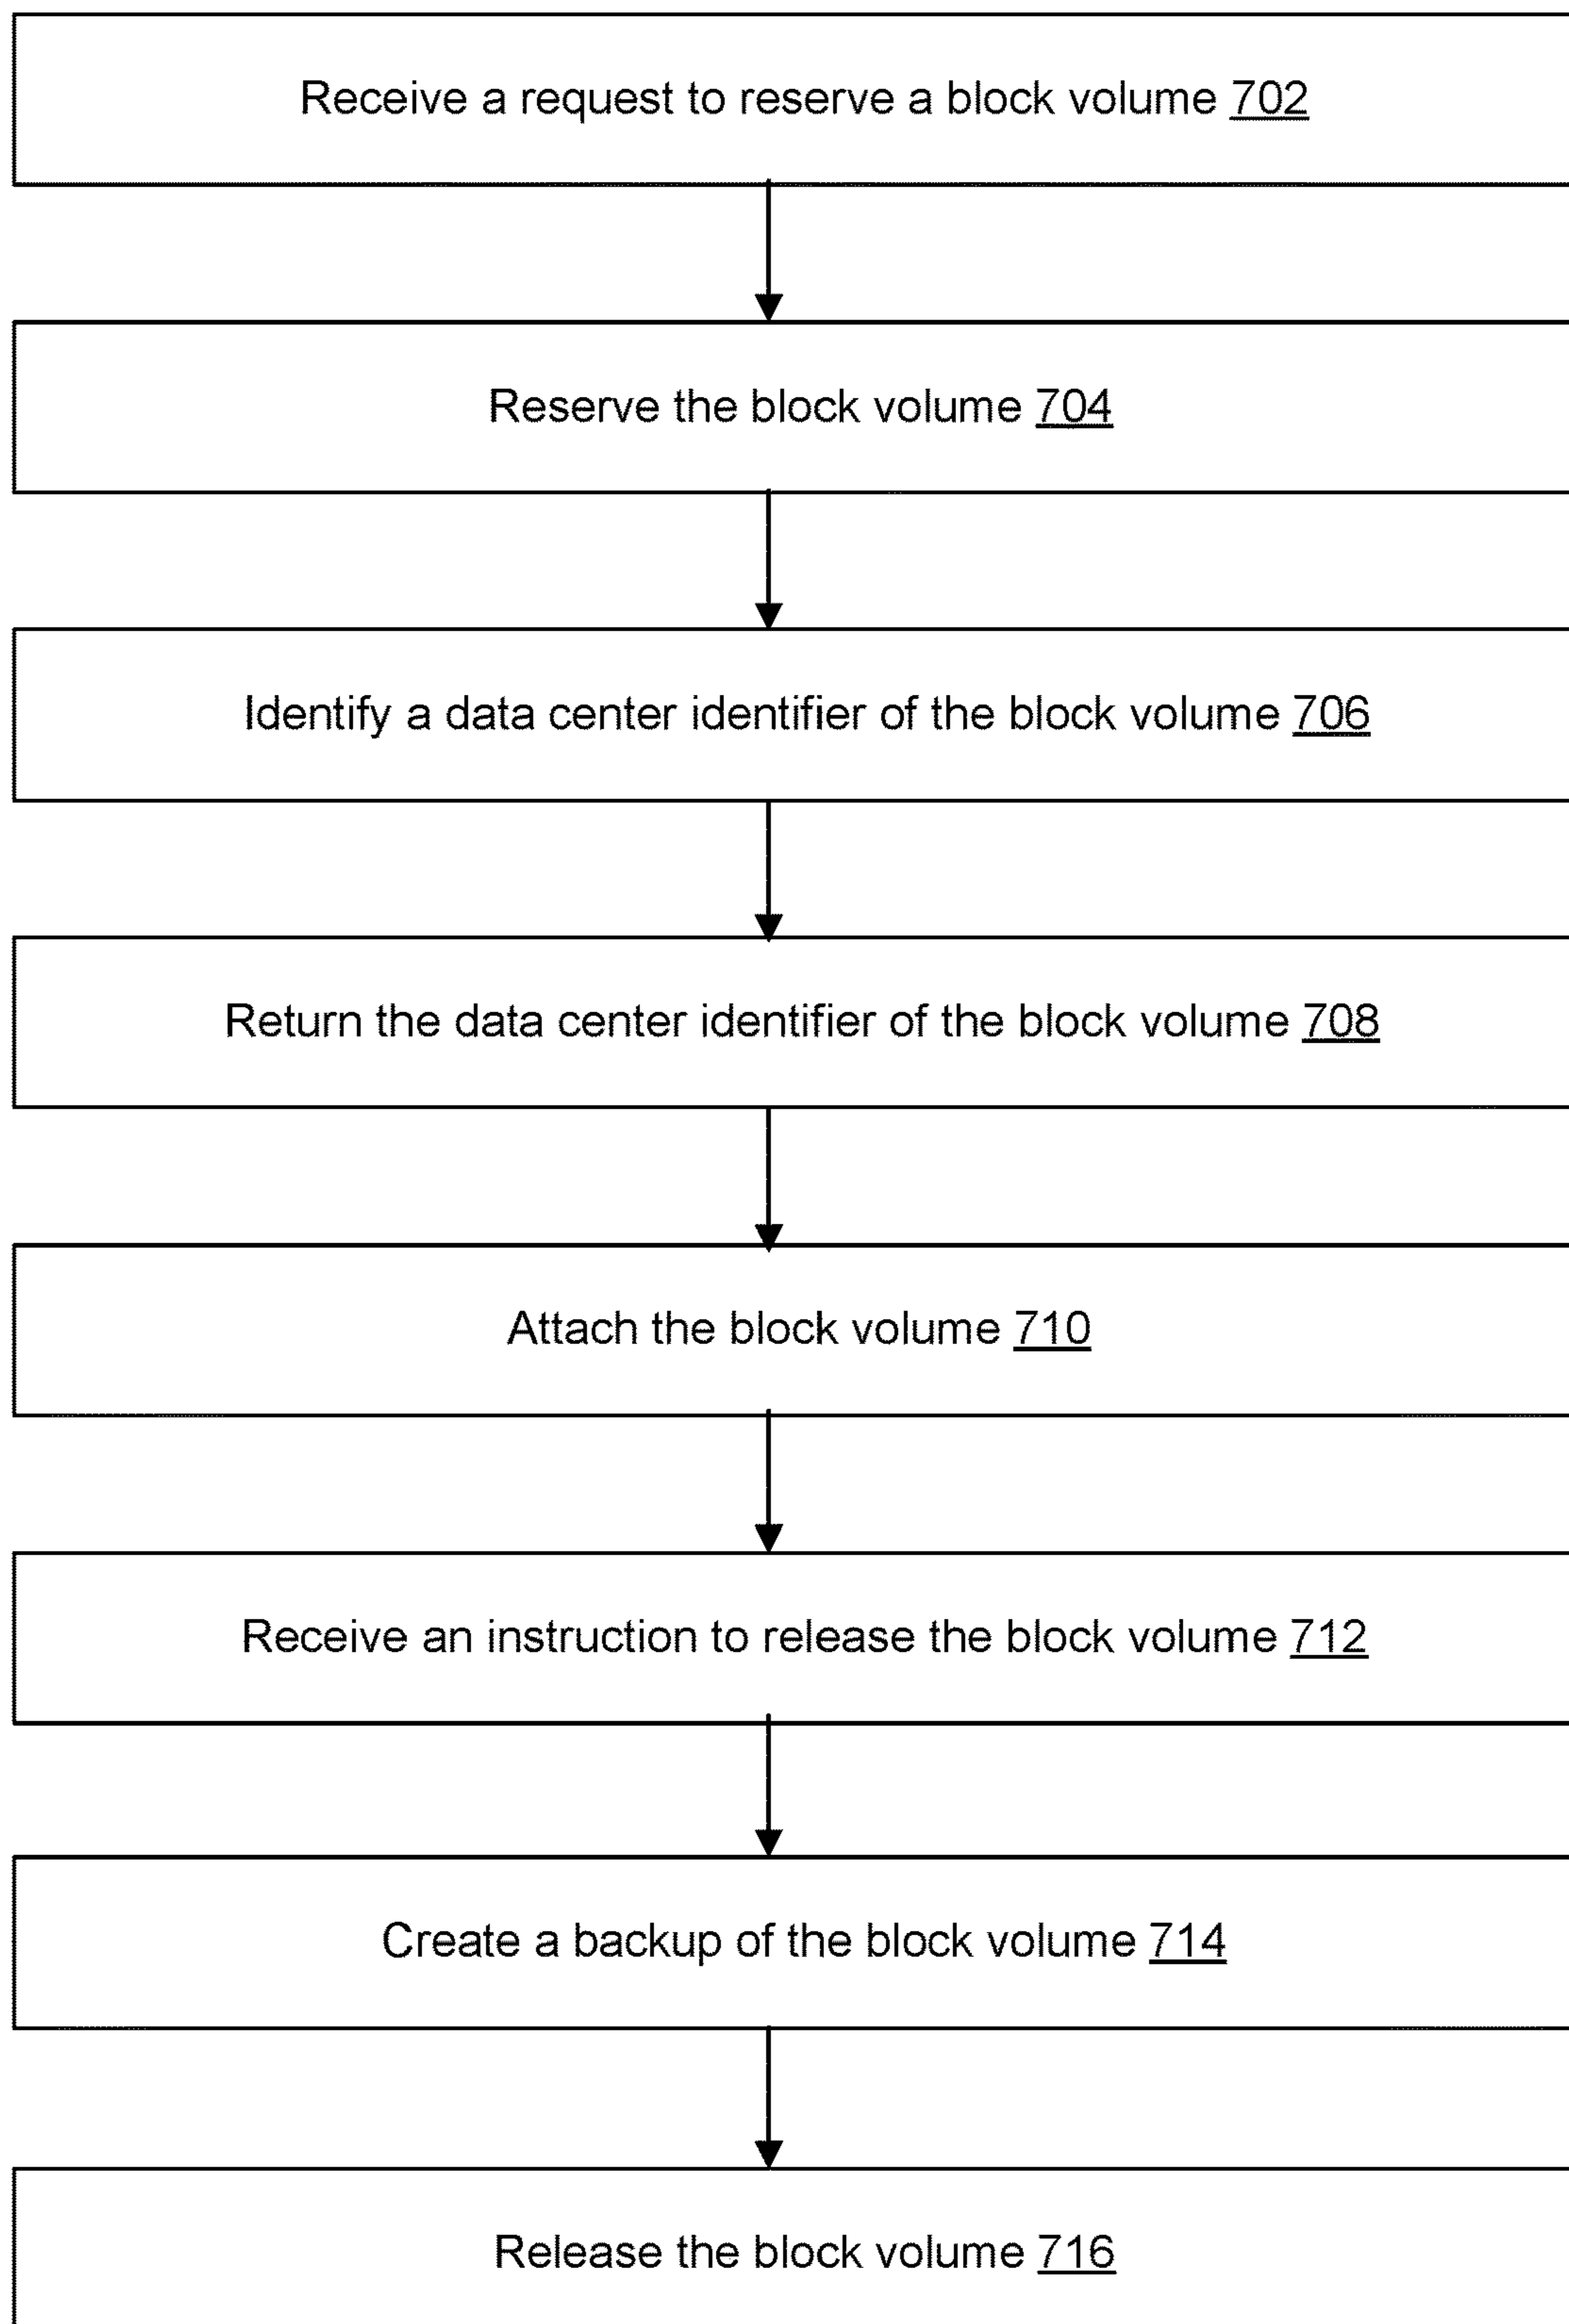 Receive a request to reserve a block volume 702
Reserve the block volume 704
Identify a data center identifier of the block volume 706
Return the data center identifier of the block volume 708
Attach the block volume 710
Receive an instruction to release the block volume 712
Create a backup of the block volume 714
Release the block volume 716